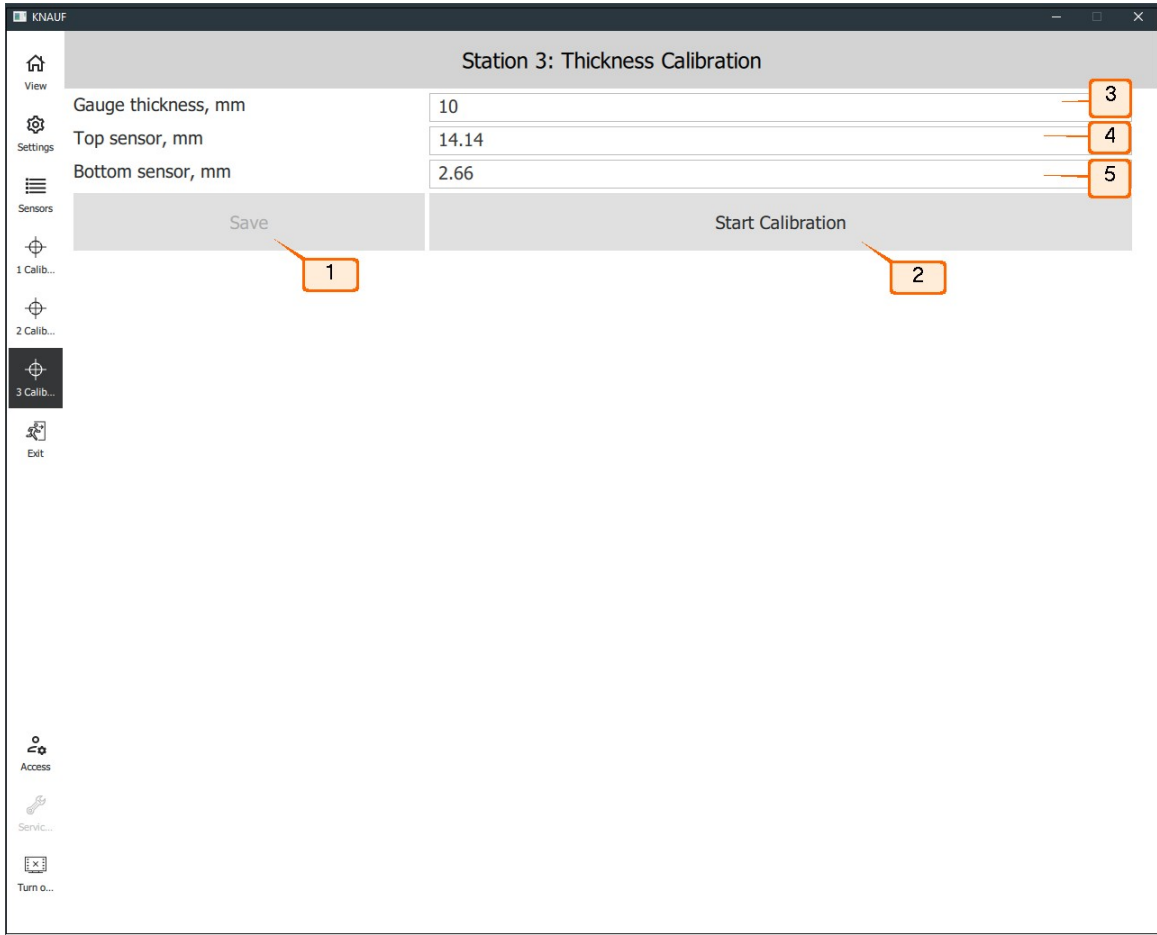 KNAUF
Station 3: Thickness Calibration
View
Settings
Sensors
1 Calib...
2 Calib...
3 Calib...
Exit
Access
Servic...
Turn o...
Gauge thickness, mm
10
3
Top sensor, mm
14.14
4
Bottom sensor, mm
2.66
5
Save
Start Calibration
1
2